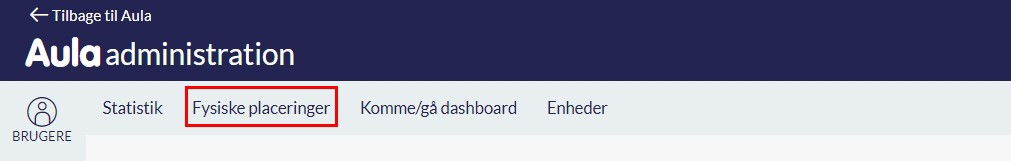 ← Tilbage til Aula
Aula administration
Statistik Fysiske placeringer Komme/gå dashboard Enheder
BRUGERE